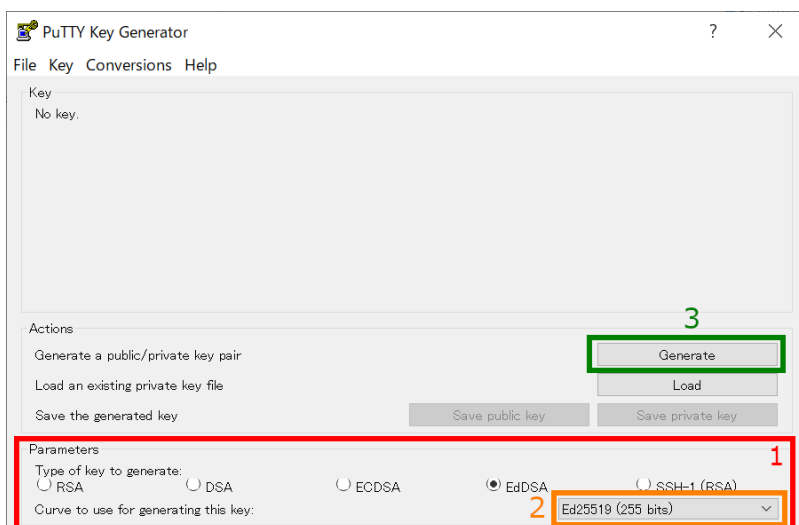 PuTTY Key Generator ?
File Key Conversions Help
Key
No key.
3
Actions
Generate a public/private key pair Generate
Load an existing private key file Load
Save the generated key Save public key Save private key
Parameters 1
Type of key to generate:
RSA DSA ECDSA EdDSA SSH-1 (RSA)
Curve to use for generating this key: 2 Ed25519 (255 bits)